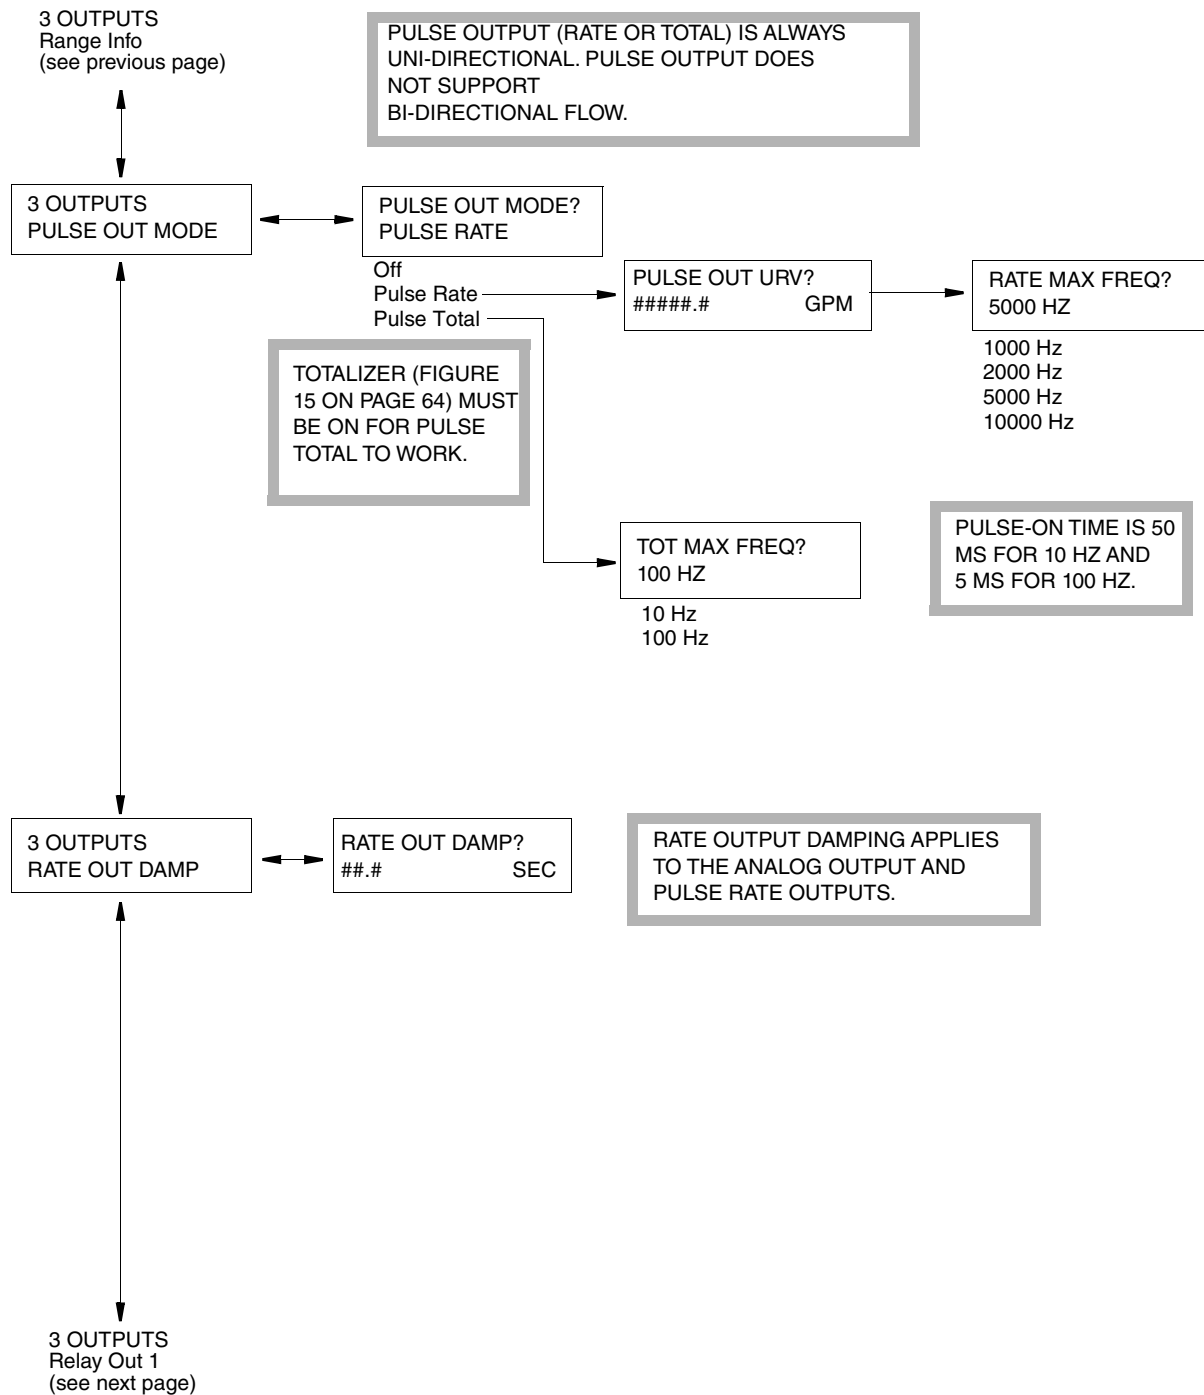 3 OUTPUTS
Range Info
(see previous page)
PULSE OUTPUT (RATE OR TOTAL) IS ALWAYS
UNI-DIRECTIONAL. PULSE OUTPUT DOES
NOT SUPPORT
BI-DIRECTIONAL FLOW.
3 OUTPUTS
PULSE OUT MODE
PULSE OUT MODE?
PULSE RATE
Off
Pulse Rate
Pulse Total
PULSE OUT URV?
#####.# GPM
RATE MAX FREQ?
5000 HZ
1000 Hz
2000 Hz
5000 Hz
10000 Hz
TOTALIZER (FIGURE
15 ON PAGE 64) MUST
BE ON FOR PULSE
TOTAL TO WORK.
TOT MAX FREQ?
100 HZ
10 Hz
100 Hz
PULSE-ON TIME IS 50
MS FOR 10 HZ AND
5 MS FOR 100 HZ.
3 OUTPUTS
RATE OUT DAMP
RATE OUT DAMP?
##.# SEC
RATE OUTPUT DAMPING APPLIES
TO THE ANALOG OUTPUT AND
PULSE RATE OUTPUTS.
3 OUTPUTS
Relay Out 1
(see next page)